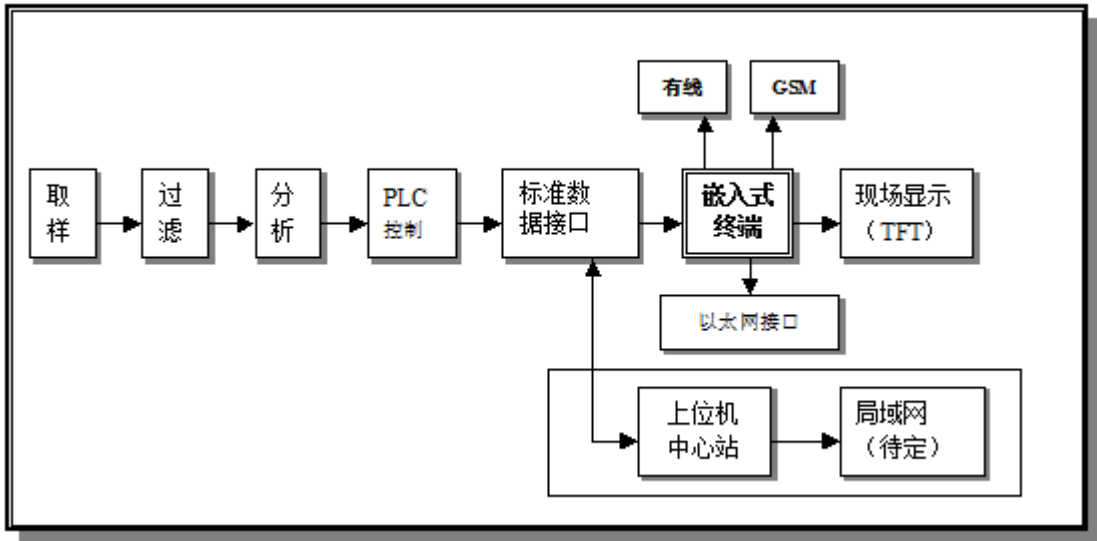 有线
GSM
取
样
过
滤
分
析
PLC
控制
标准数
据接口
嵌入式
终端
现场显示
（TFT）
以太网接口
上位机
中心站
局域网
（待定）